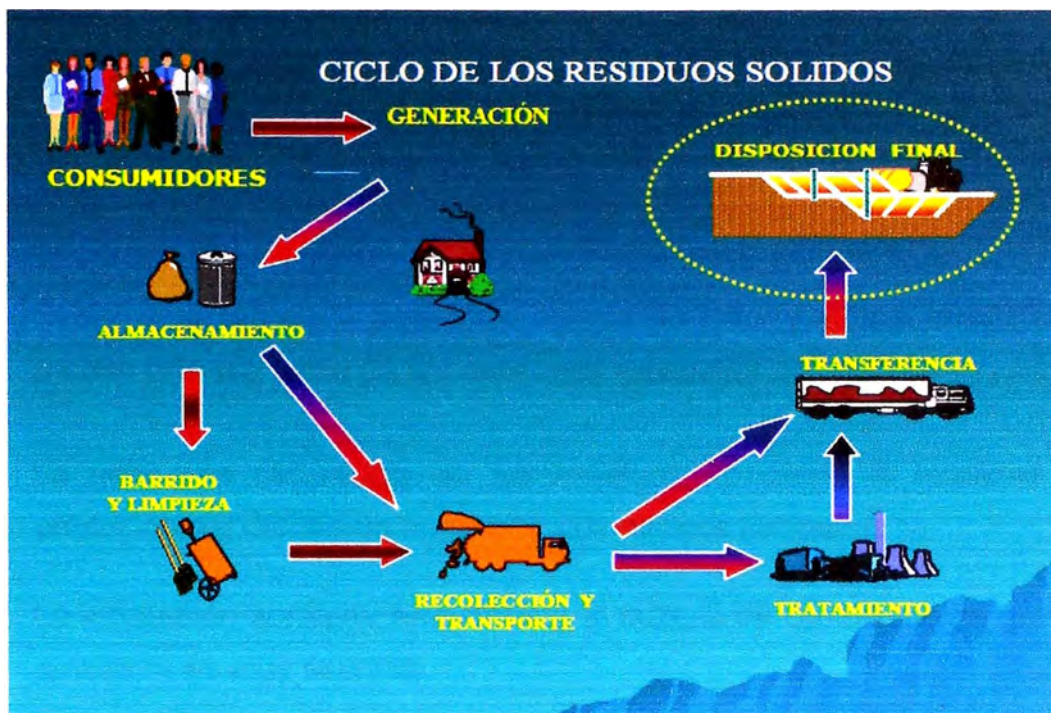 CICLO DE LOS RESIDUOS SOLIDOS
GENERACIÓN
CONSUMIDORES
DISPOSICION FINAL
ALMACENAMIENTO
TRANSFERENCIA
BARRIDO
Y LIMPIEZA
RECOLECCIÓN Y
TRANSPORTE
TRATAMIENTO